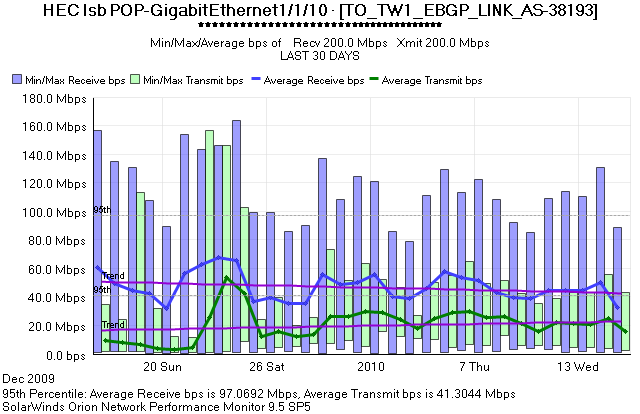 HEC Isb POP-GigabitEthernet1/1/10 · [TO_TW1_EBGP_LINK_AS-38193]
Min/Max/Average bps of Recv 200.0 Mbps Xmit 200.0 Mbps
LAST 30 DAYS
Min/Max Receive bps Min/Max Transmit bps Average Receive bps Average Transmit bps
180.0 Mbps
160.0 Mbps
140.0 Mbps
120.0 Mbps
100.0 Mbps
95th
80.0 Mbps
60.0 Mbps
Trend
95th
40.0 Mbps
Trend
20.0 Mbps
0.0 bps
20 Sun 26 Sat 2010 7 Thu 13 Wed
Dec 2009
95th Percentile: Average Receive bps is 97.0692 Mbps, Average Transmit bps is 41.3044 Mbps
SolarWinds Orion Network Performance Monitor 9.5 SP5